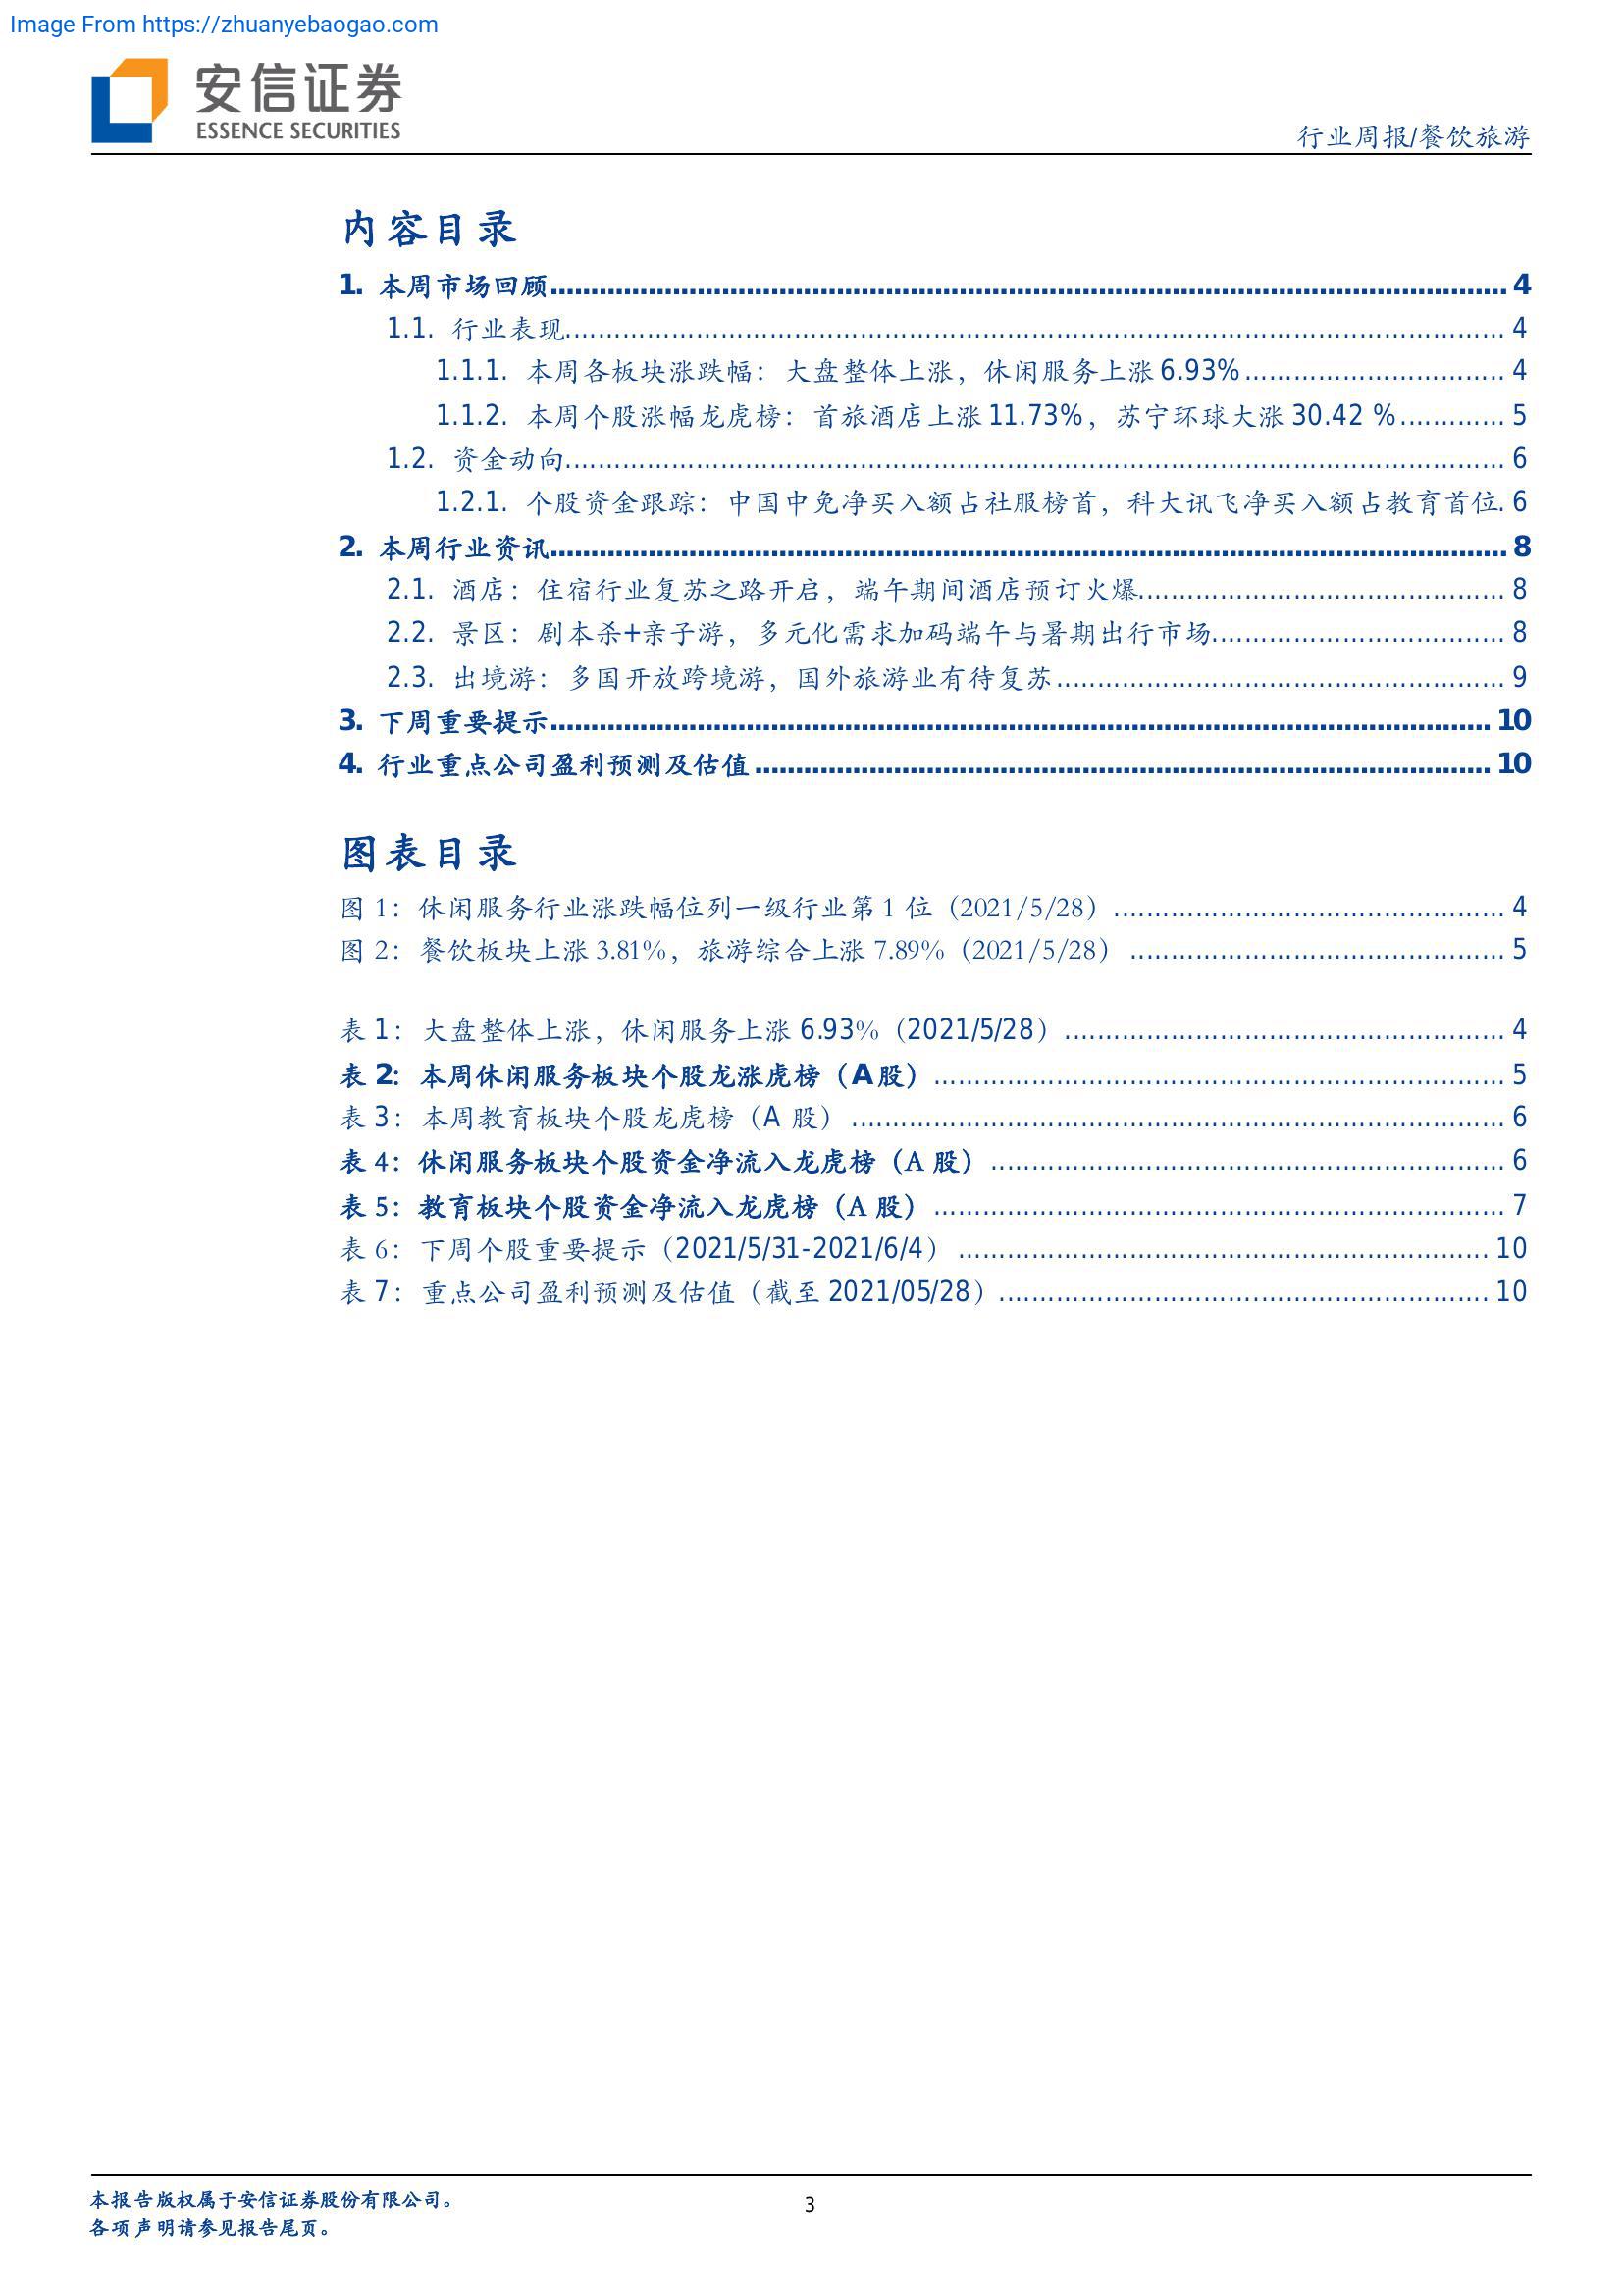 Image From https://zhuanyebaogao.com
安信证券
ESSENCE SECURITIES
行业周报/餐饮旅游
内容目录
1. 本周市场回顾 4
1.1. 行业表现 4
1.1.1. 本周各板块涨跌幅：大盘整体上涨，休闲服务上涨 6.93% 4
1.1.2. 本周个股涨幅龙虎榜：首旅酒店上涨 11.73%，苏宁环球大涨 30.42 % 5
1.2. 资金动向 6
1.2.1. 个股资金跟踪：中国中免净买入额占社服榜首，科大讯飞净买入额占教育首位 6
2. 本周行业资讯 8
2.1. 酒店：住宿行业复苏之路开启，端午期间酒店预订火爆 8
2.2. 景区：剧本杀+亲子游，多元化需求加码端午与暑期出行市场 8
2.3. 出境游：多国开放跨境游，国外旅游业有待复苏 9
3. 下周重要提示 10
4. 行业重点公司盈利预测及估值 10
图表目录
图 1：休闲服务行业涨跌幅位列一级行业第 1 位（2021/5/28） 4
图 2：餐饮板块上涨 3.81%，旅游综合上涨 7.89%（2021/5/28） 5
表 1：大盘整体上涨，休闲服务上涨 6.93%（2021/5/28） 4
表 2：本周休闲服务板块个股龙涨虎榜（A 股） 5
表 3：本周教育板块个股龙虎榜（A 股） 6
表 4：休闲服务板块个股资金净流入龙虎榜（A 股） 6
表 5：教育板块个股资金净流入龙虎榜（A 股） 7
表 6：下周个股重要提示（2021/5/31-2021/6/4） 10
表 7：重点公司盈利预测及估值（截至 2021/05/28） 10
本报告版权属于安信证券股份有限公司。
各项声明请参见报告尾页。
3